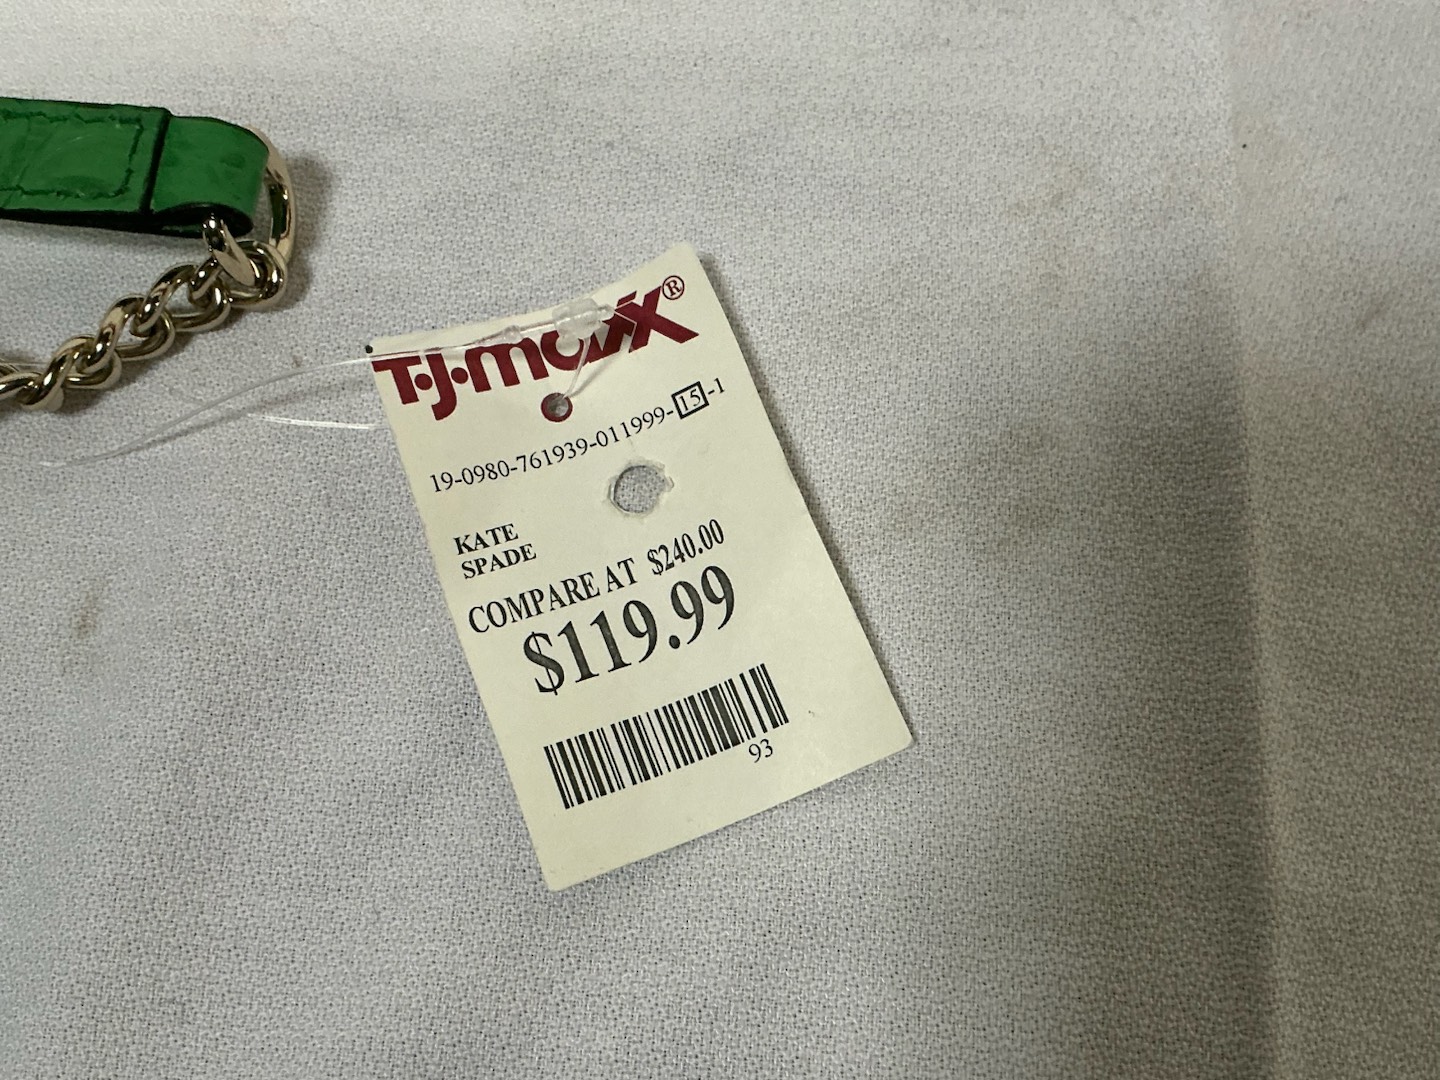 T.J.maxx®
19-0980-761939-011999-15-1
KATE
SPADE
COMPARE AT $240.00
$119.99
93